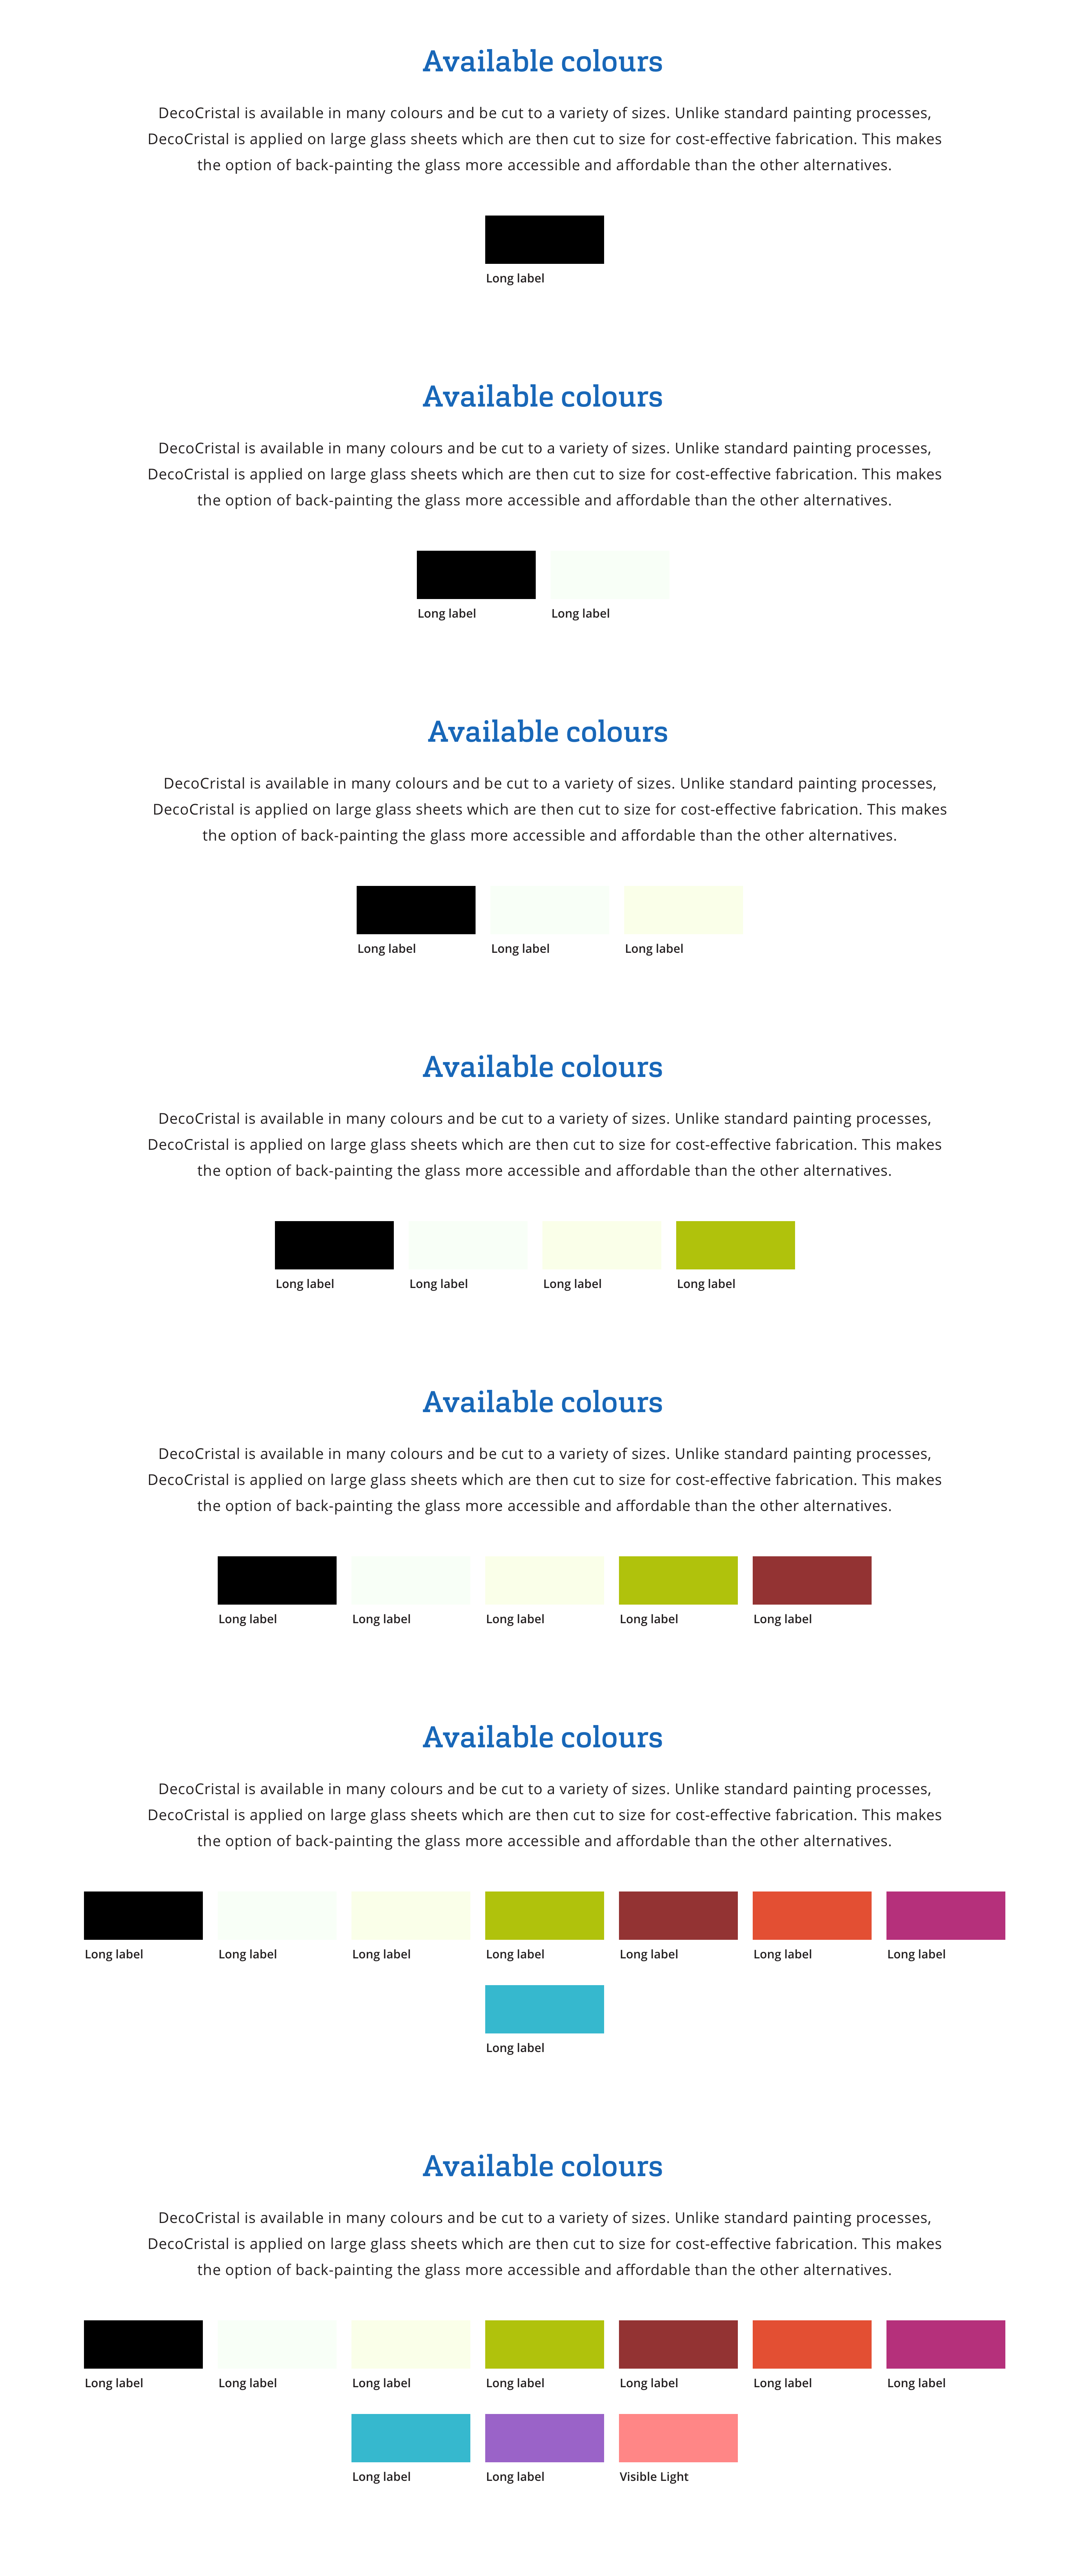 Available colours
DecoCristal is available in many colours and be cut to a variety of sizes. Unlike standard painting processes,
DecoCristal is applied on large glass sheets which are then cut to size for cost-effective fabrication. This makes
the option of back-painting the glass more accessible and affordable than the other alternatives.
Long label
Available colours
DecoCristal is available in many colours and be cut to a variety of sizes. Unlike standard painting processes,
DecoCristal is applied on large glass sheets which are then cut to size for cost-effective fabrication. This makes
the option of back-painting the glass more accessible and affordable than the other alternatives.
Long label Long label
Available colours
DecoCristal is available in many colours and be cut to a variety of sizes. Unlike standard painting processes,
DecoCristal is applied on large glass sheets which are then cut to size for cost-effective fabrication. This makes
the option of back-painting the glass more accessible and affordable than the other alternatives.
Long label Long label Long label
Available colours
DecoCristal is available in many colours and be cut to a variety of sizes. Unlike standard painting processes,
DecoCristal is applied on large glass sheets which are then cut to size for cost-effective fabrication. This makes
the option of back-painting the glass more accessible and affordable than the other alternatives.
Long label Long label Long label Long label
Available colours
DecoCristal is available in many colours and be cut to a variety of sizes. Unlike standard painting processes,
DecoCristal is applied on large glass sheets which are then cut to size for cost-effective fabrication. This makes
the option of back-painting the glass more accessible and affordable than the other alternatives.
Long label Long label Long label Long label Long label
Available colours
DecoCristal is available in many colours and be cut to a variety of sizes. Unlike standard painting processes,
DecoCristal is applied on large glass sheets which are then cut to size for cost-effective fabrication. This makes
the option of back-painting the glass more accessible and affordable than the other alternatives.
Long label Long label Long label Long label Long label Long label Long label
Long label
Available colours
DecoCristal is available in many colours and be cut to a variety of sizes. Unlike standard painting processes,
DecoCristal is applied on large glass sheets which are then cut to size for cost-effective fabrication. This makes
the option of back-painting the glass more accessible and affordable than the other alternatives.
Long label Long label Long label Long label Long label Long label Long label
Long label Long label Visible Light